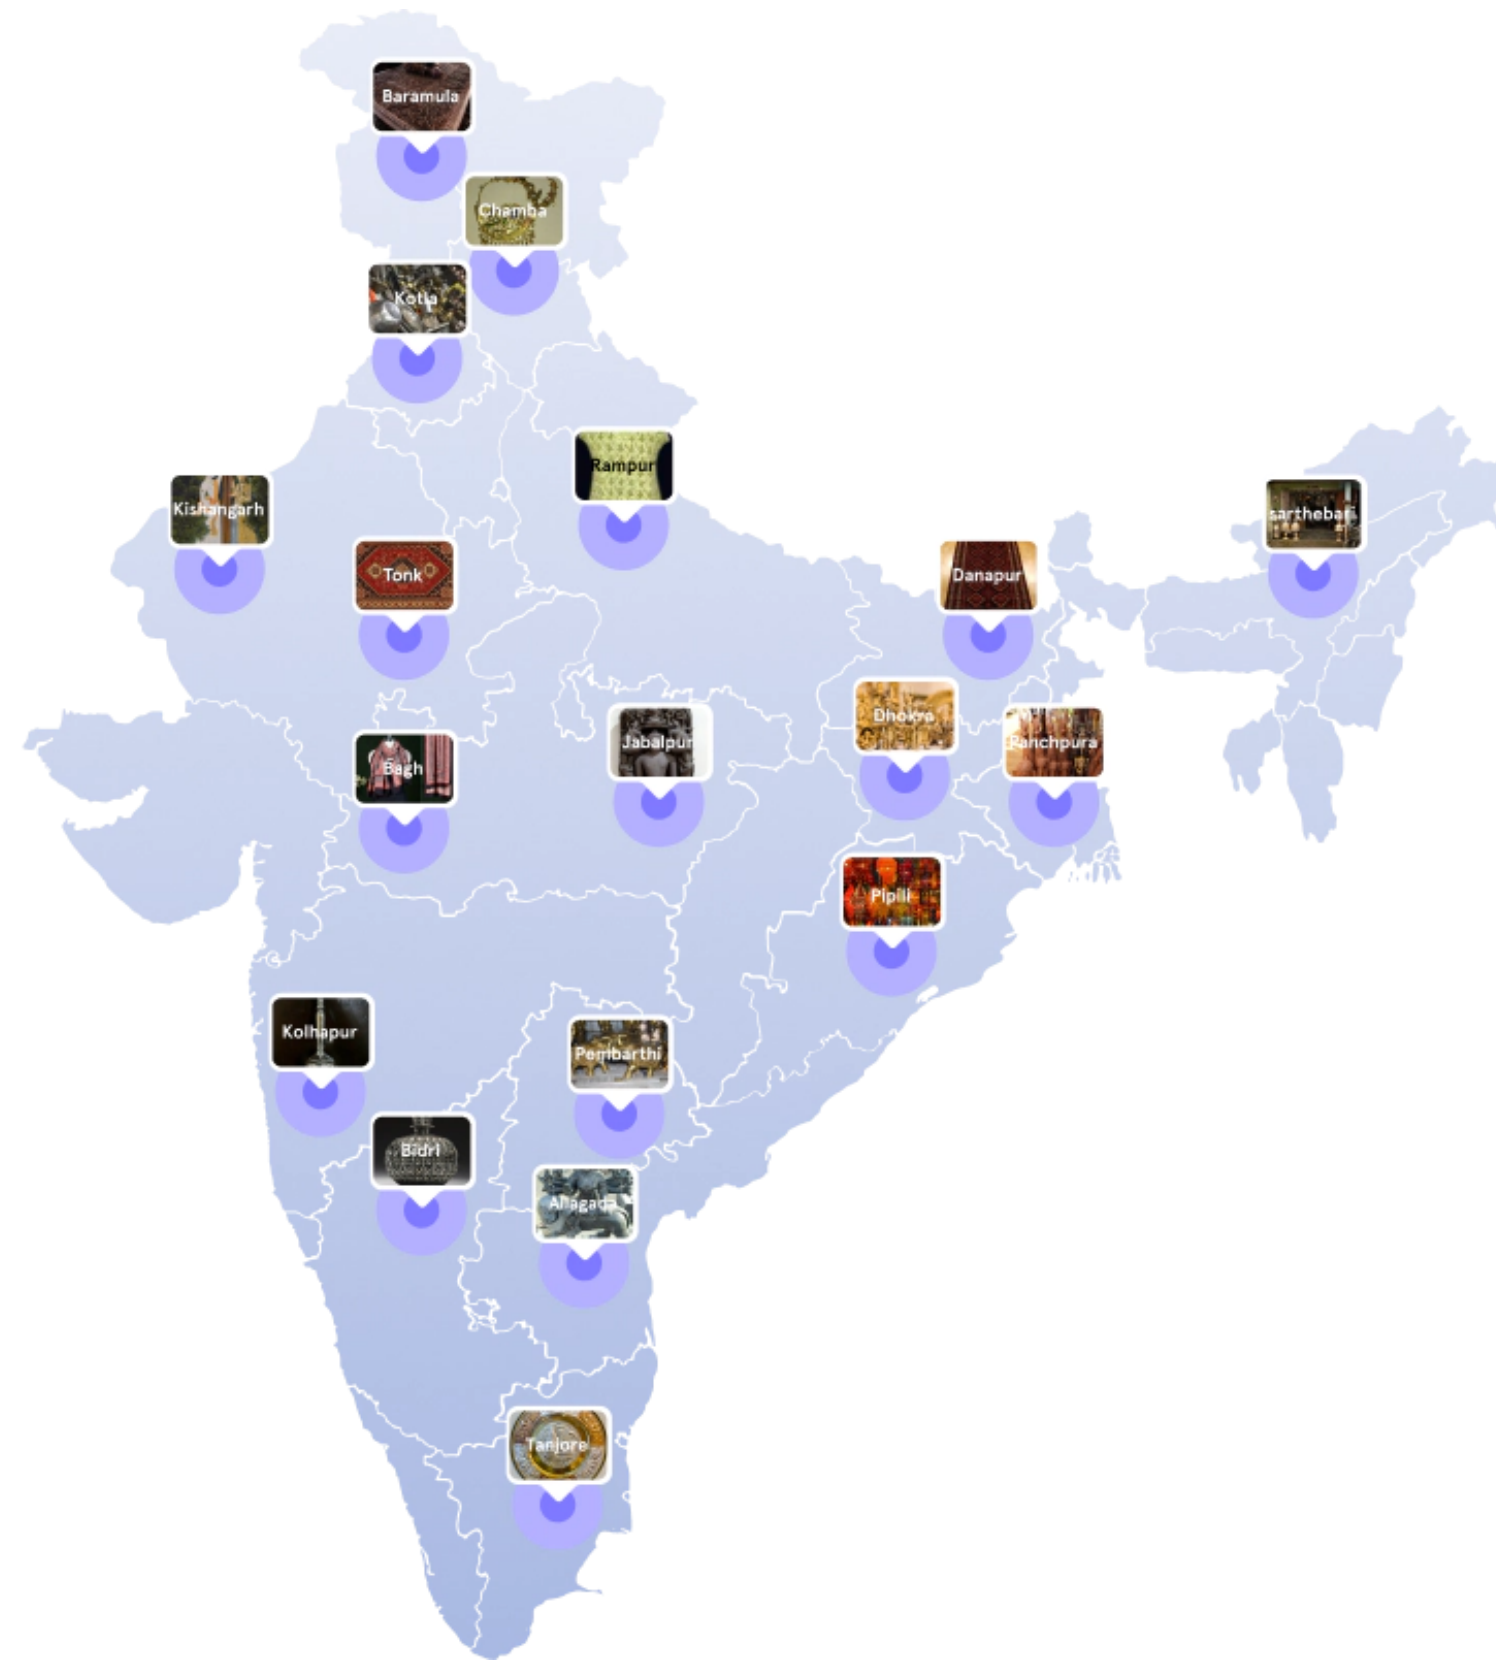 Baramula
Chamba
Kotla
Rampur
Kishangarh
sarthebari
Tonk
Danapur
Dhokra
Jabalpur
Panchpura
Bagh
Pipili
Kolhapur
Pembarthi
Bidri
Allagada
Tanjore